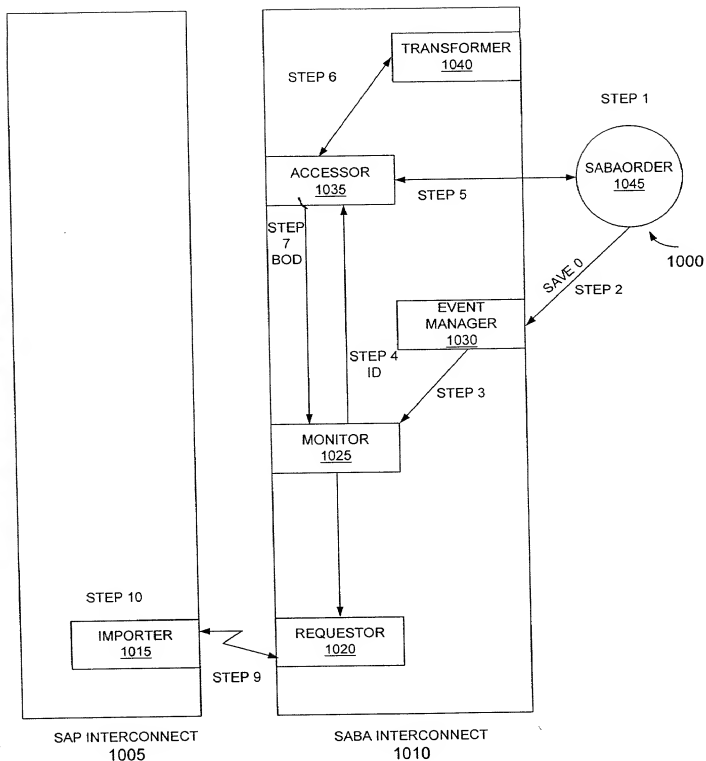 TRANSFORMER
1040
STEP 6
STEP 1
ACCESSOR
1035
STEP 5
SABAORDER
1045
STEP
7
BOD
1000
SAVE 0
STEP 2
EVENT
MANAGER
1030
STEP 4
ID
STEP 3
MONITOR
1025
STEP 10
IMPORTER
1015
REQUESTOR
1020
STEP 9
SAP INTERCONNECT
1005
SABA INTERCONNECT
1010